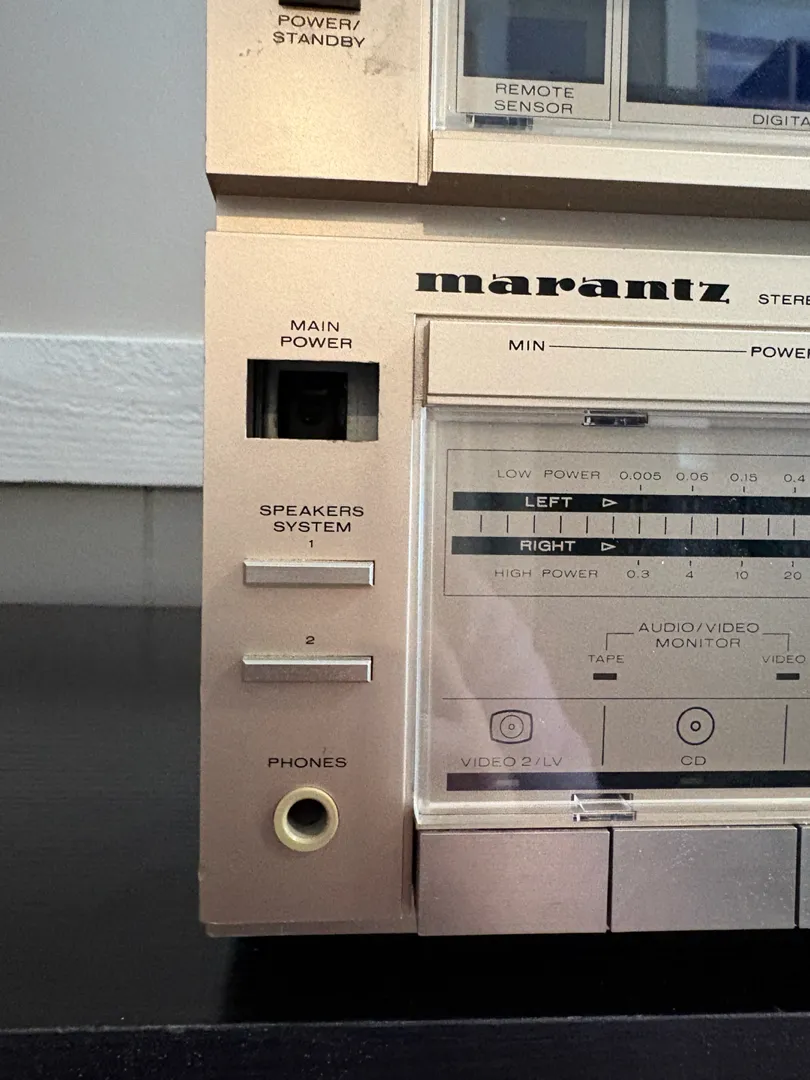 POWER/
STANDBY
REMOTE
SENSOR
DIGITA
marantz STERE
MAIN
POWER
MIN POWER
LOW POWER 0.005 0.06 0.15 0.4
LEFT
RIGHT
HIGH POWER 0.3 4 10 20
SPEAKERS
SYSTEM
1
2
AUDIO/VIDEO
MONITOR
TAPE VIDEO
VIDEO 2/LV CD
PHONES